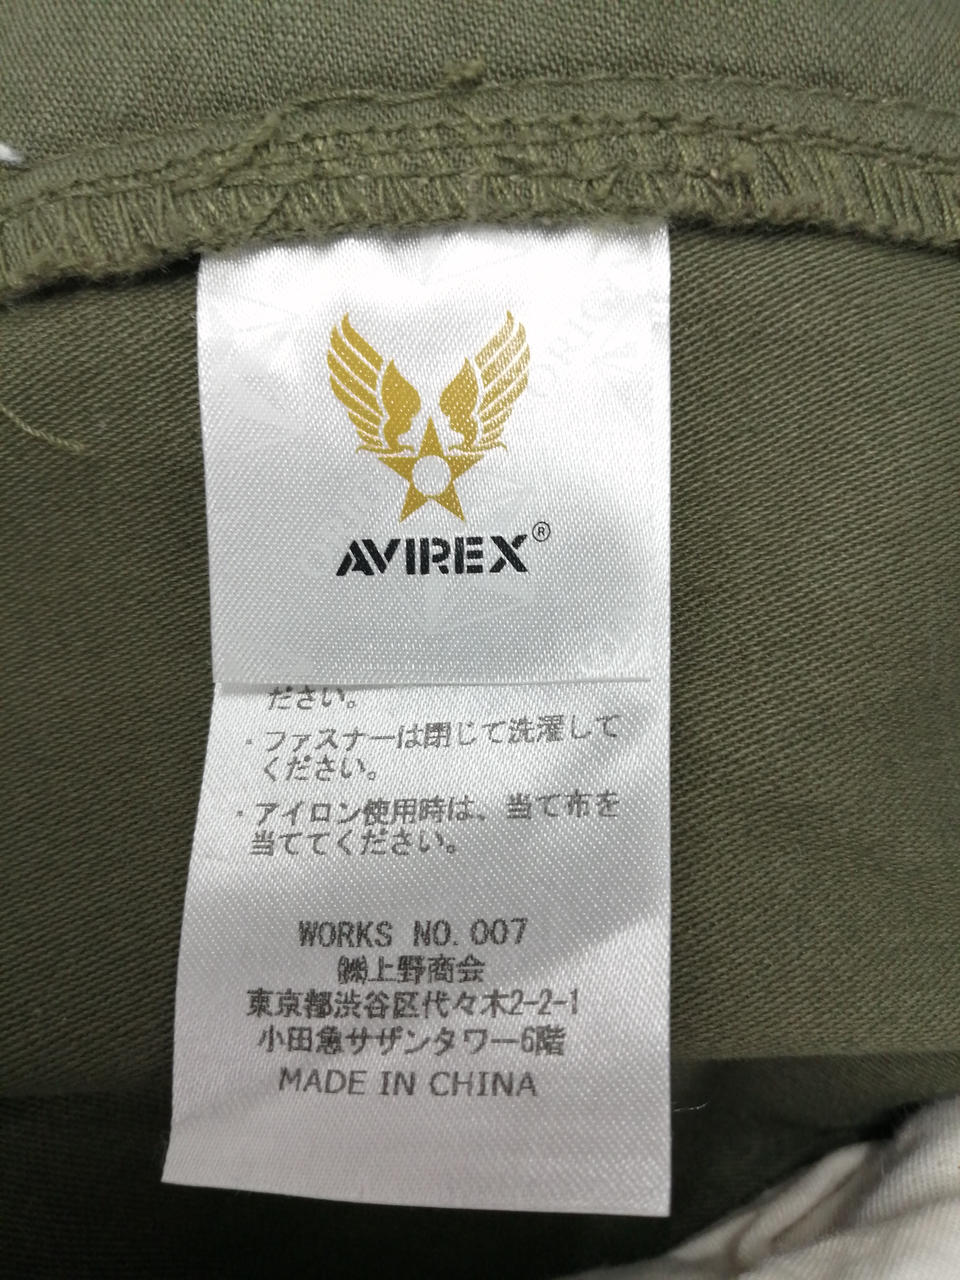 AVIREX®
ださい。
・ファスナーは閉じて洗濯して
ください。
・アイロン使用時は、当て布を
当ててください。
WORKS NO.007
㈱上野商会
東京都渋谷区代々木2-2-1
小田急サザンタワー6階
MADE IN CHINA